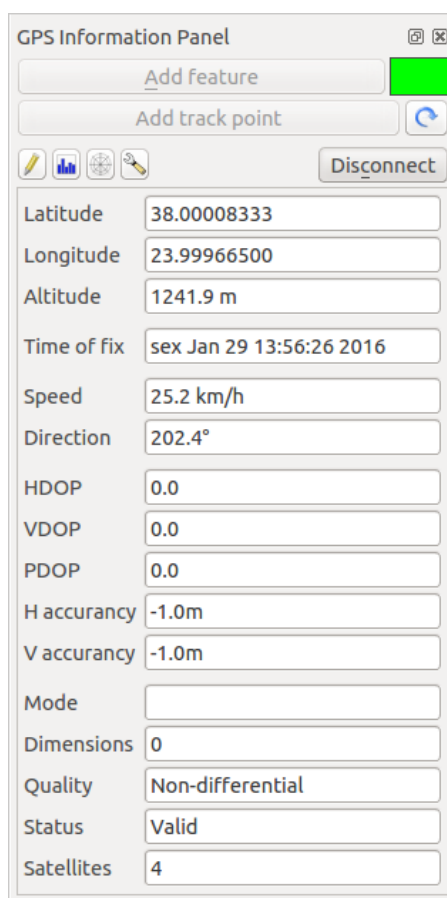 GPS Information Panel
Add feature
Add track point
Disconnect
Latitude 38.00008333
Longitude 23.99966500
Altitude 1241.9 m
Time of fix sex Jan 29 13:56:26 2016
Speed 25.2 km/h
Direction 202.4°
HDOP 0.0
VDOP 0.0
PDOP 0.0
H accurancy -1.0m
V accurancy -1.0m
Mode
Dimensions 0
Quality Non-differential
Status Valid
Satellites 4